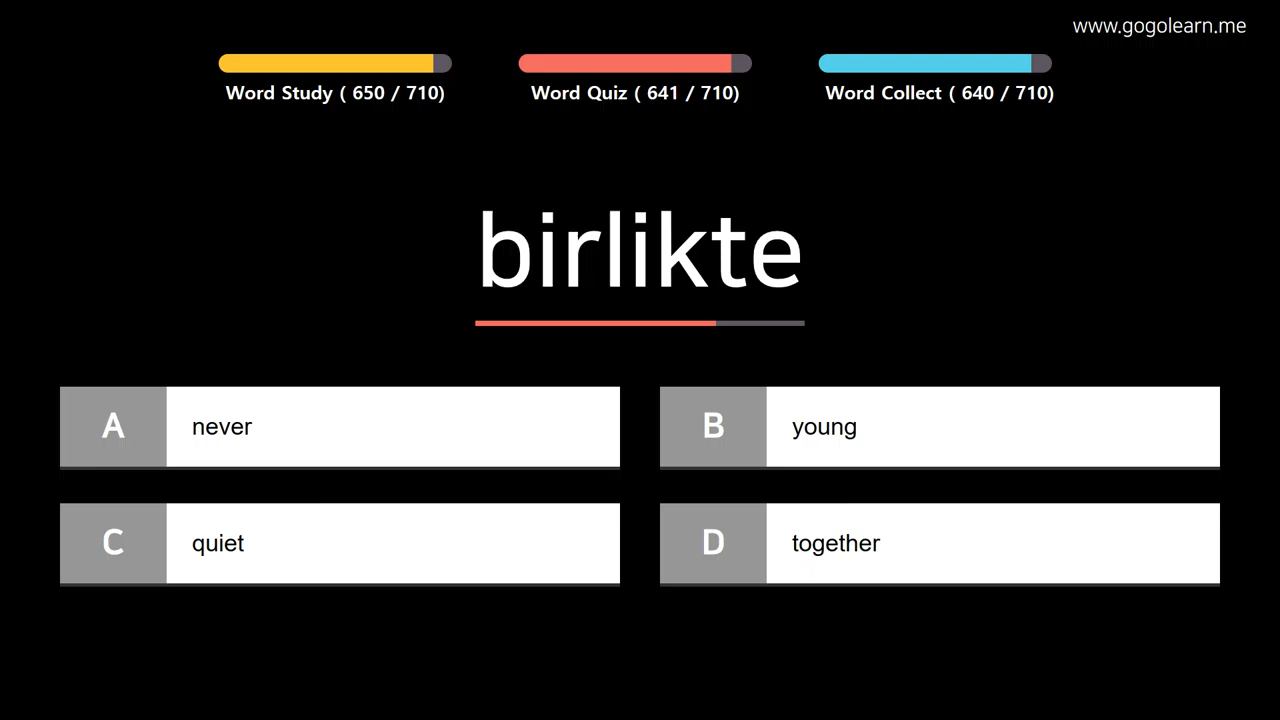 www.gogolearn.me
Word Study ( 650 / 710)
Word Quiz ( 641 / 710)
Word Collect ( 640 / 710)
birlikte
A never
B young
C quiet
D together